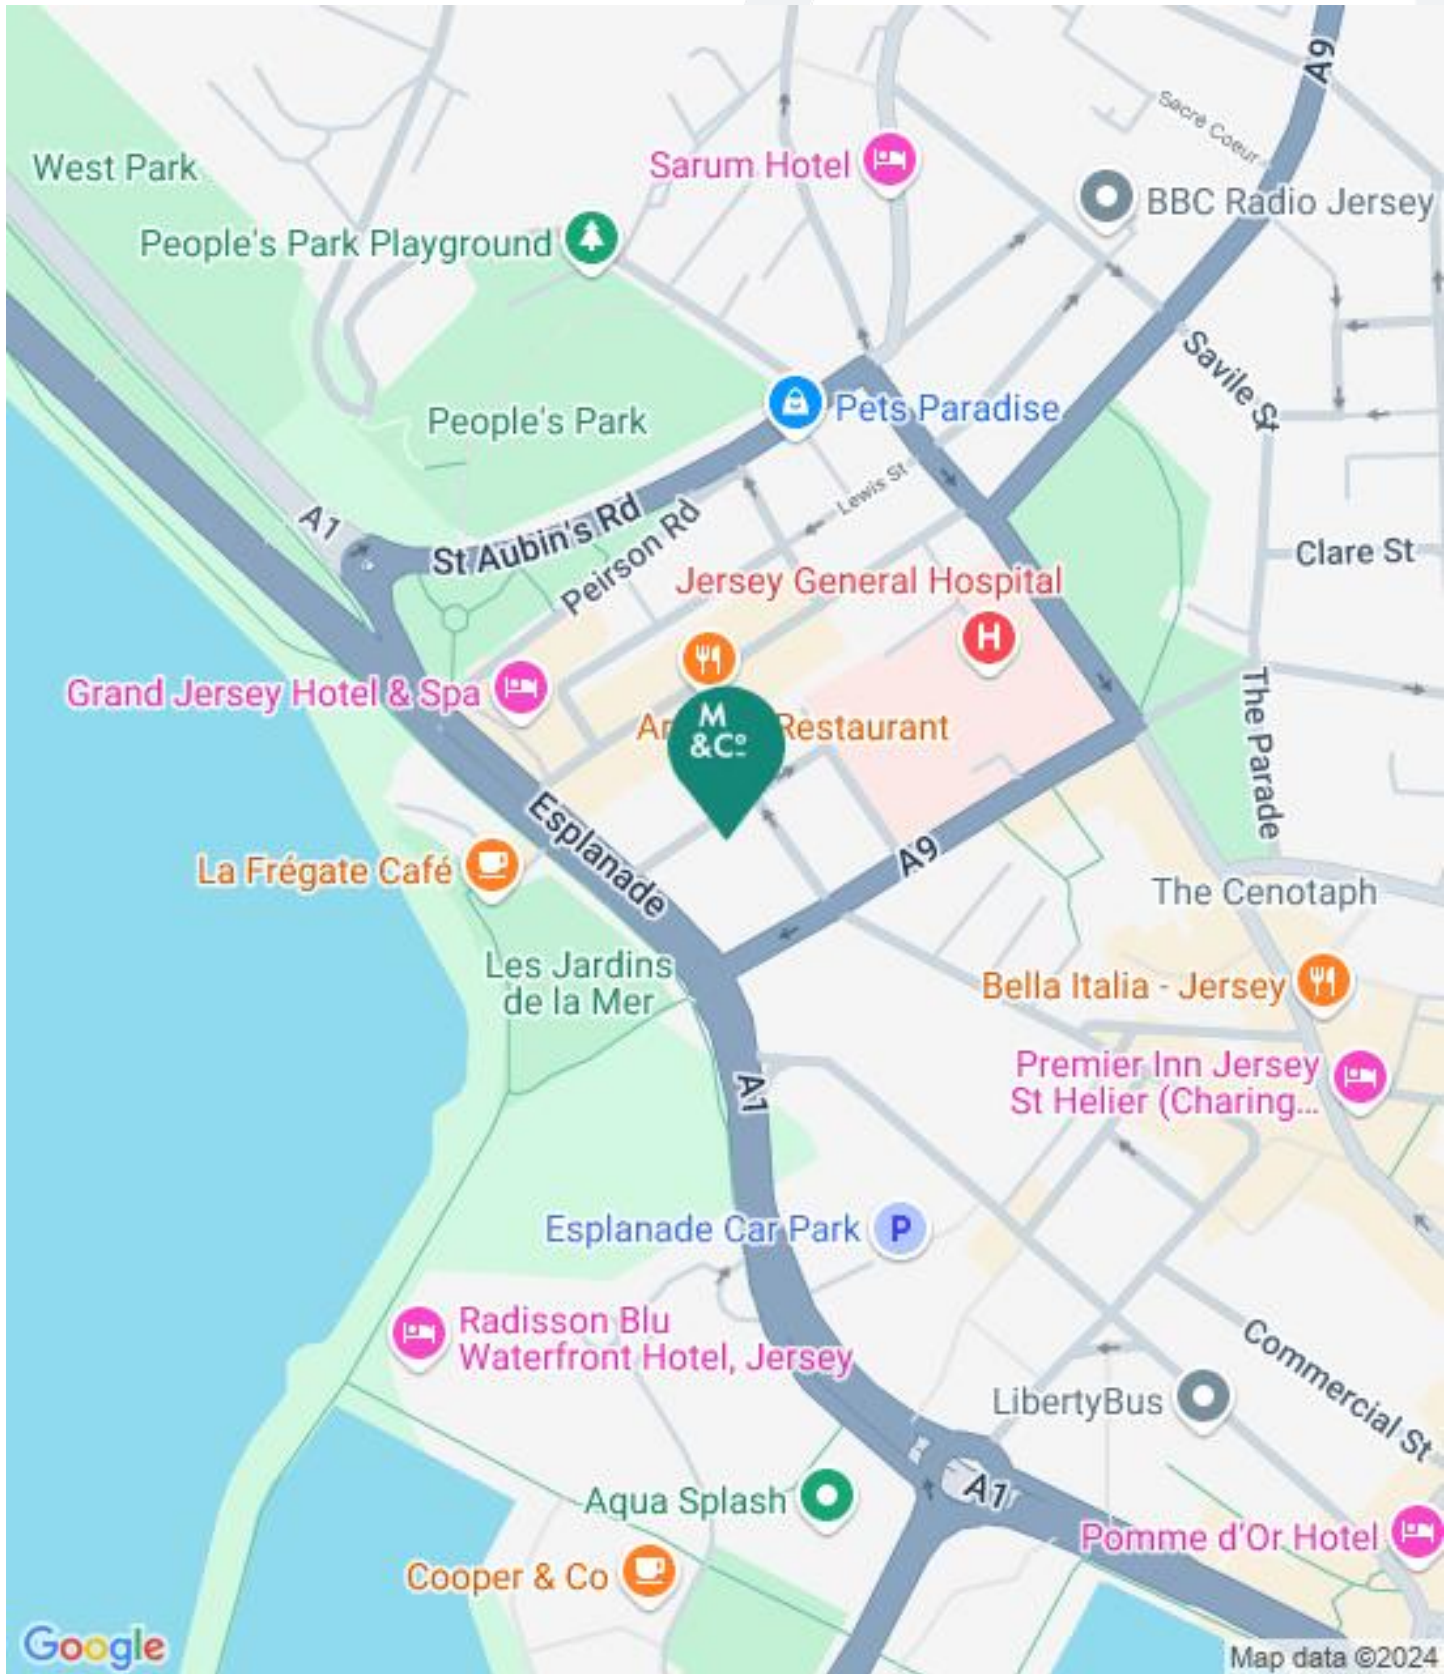 A9
Sacre Coeur
West Park
Sarum Hotel
BBC Radio Jersey
People's Park Playground
Savile St
Pets Paradise
People's Park
Lewis St
A1
St Aubin's Rd
Peirson Rd
Clare St
Jersey General Hospital
H
Grand Jersey Hotel & Spa
M
&Co
Restaurant
The Parade
Esplanade
La Frégate Café
A9
The Cenotaph
Les Jardins
de la Mer
Bella Italia - Jersey
Premier Inn Jersey
St Helier (Charing...
A1
Esplanade Car Park
P
Radisson Blu
Waterfront Hotel, Jersey
Commercial St
LibertyBus
A1
Aqua Splash
Pomme d'Or Hotel
Cooper & Co
Google
Map data ©2024